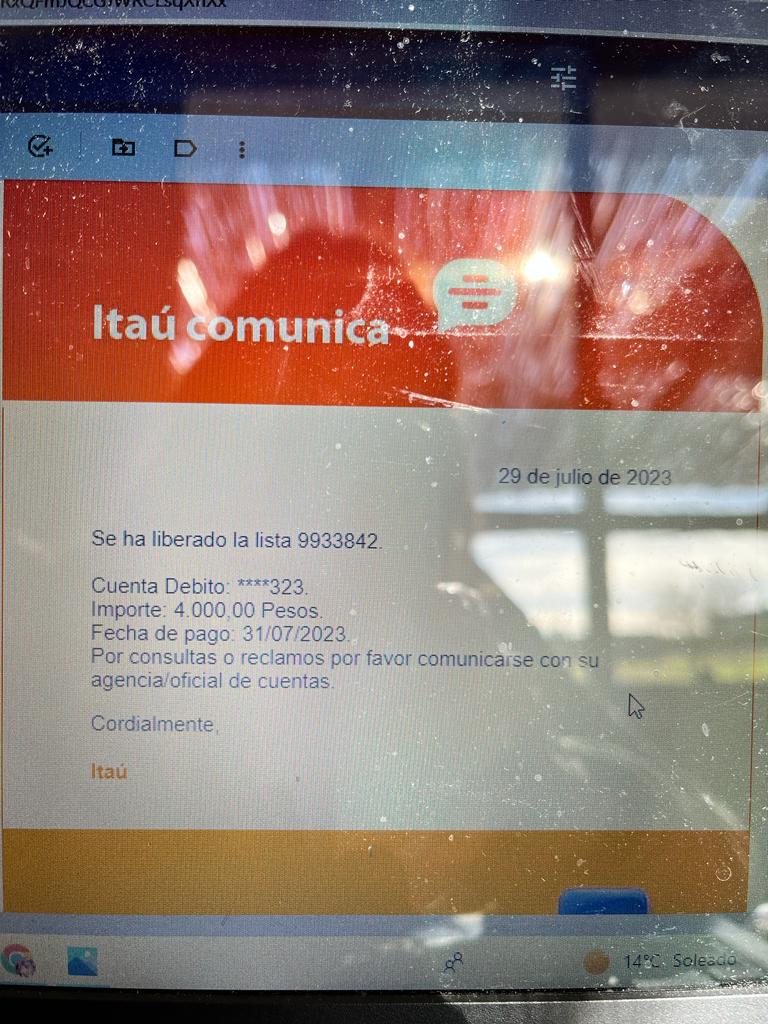 Itaú comunica
29 de julio de 2023
Se ha liberado la lista 9933842.
Cuenta Debito: ****323.
Importe: 4.000,00 Pesos.
Fecha de pago: 31/07/2023.
Por consultas o reclamos por favor comunicarse con su
agencia/oficial de cuentas.
Cordialmente,
Itaú
14°C Soleado